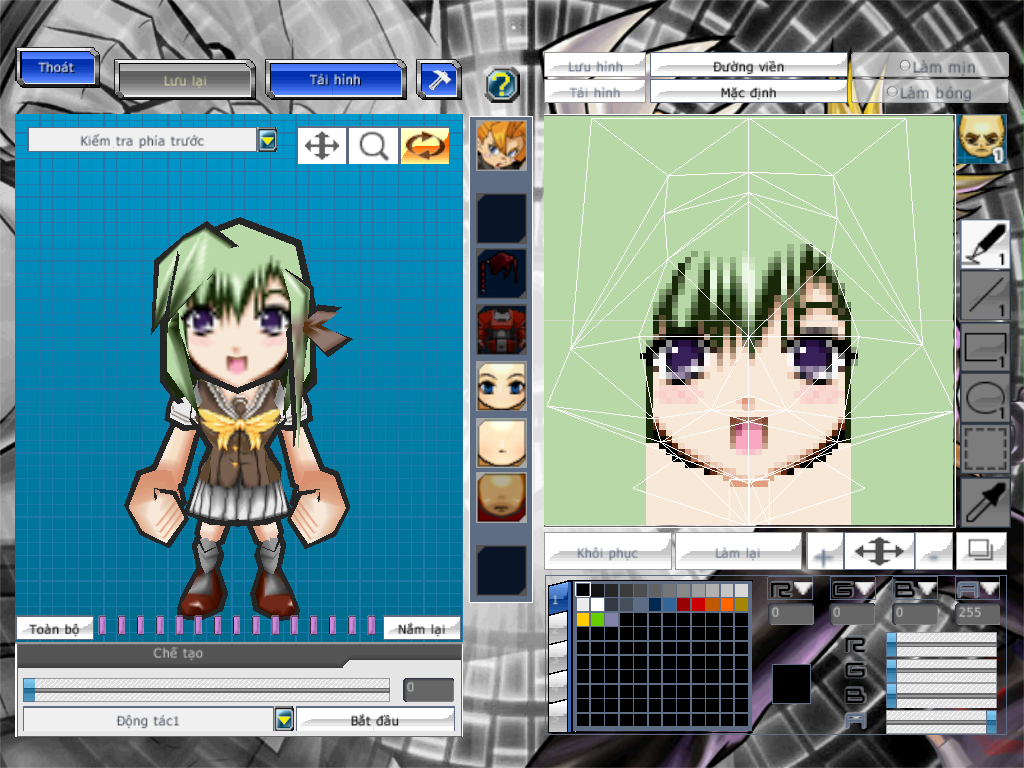 Thoát
Lưu lại
Tải hình
?
Lưu hình
Đường viền
Làm mịn
Tải hình
Mặc định
Làm bóng
Kiểm tra phía trước
1
1
1
1
1
Khôi phục
Làm lại
+
-
R
G
B
A
0
0
0
255
Toàn bộ
Nắm lại
Chế tạo
0
R
G
B
A
Động tác1
Bắt đầu